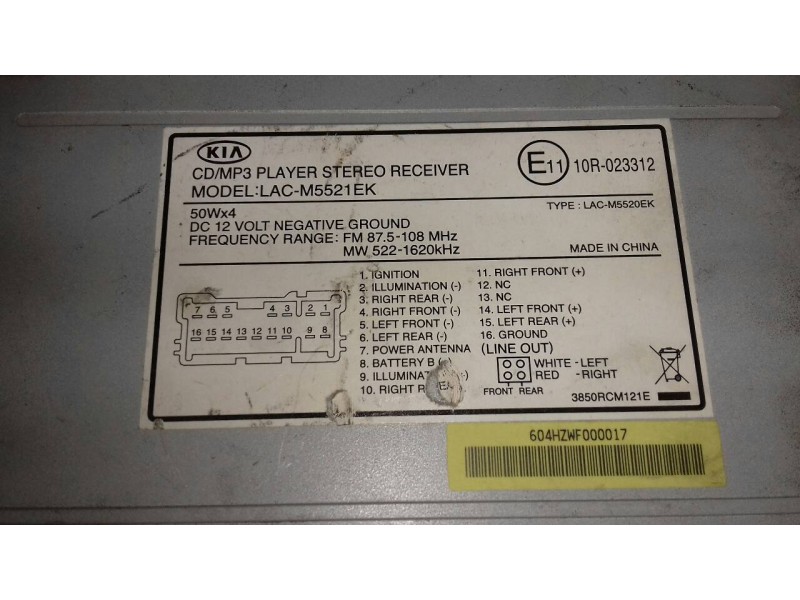 KIA
CD/MP3 PLAYER STEREO RECEIVER
MODEL:LAC-M5521EK
E11 10R-023312
50Wx4
TYPE : LAC-M5520EK
DC 12 VOLT NEGATIVE GROUND
FREQUENCY RANGE: FM 87.5-108 MHz
MW 522-1620kHz
MADE IN CHINA
7 6 5 4 3 2 1
16 15 14 13 12 11 10 9 8
1. IGNITION
2. ILLUMINATION (-)
3. RIGHT REAR (-)
4. RIGHT FRONT (-)
5. LEFT FRONT (-)
6. LEFT REAR (-)
7. POWER ANTENNA
8. BATTERY B
9.
10. RIGHT
11. RIGHT FRONT (+)
12. NC
13. NC
14. LEFT FRONT (+)
15. LEFT REAR (+)
16. GROUND
(LINE OUT)
WHITE -LEFT
RED -RIGHT
FRONT REAR
3850RCM121E
604HZWF000017